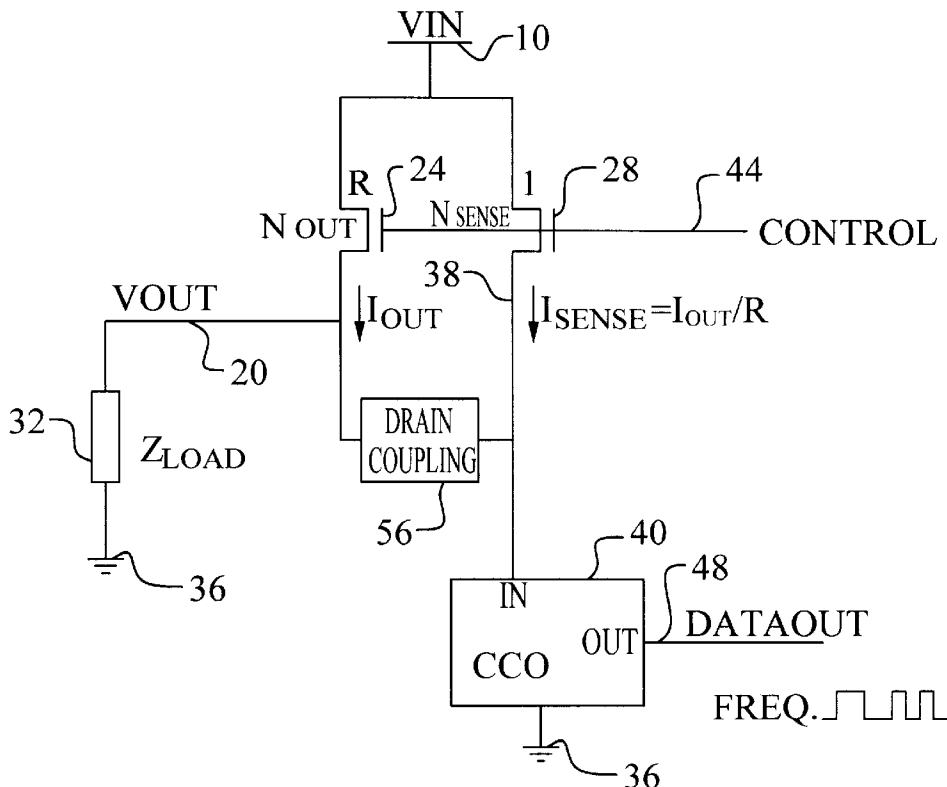 VIN
10
R
24
1
28
44
N OUT
N SENSE
CONTROL
38
VOUT
I OUT
I SENSE=I OUT/R
20
32
Z LOAD
DRAIN
COUPLING
56
36
40
IN
48
OUT
DATAOUT
CCO
FREQ.
36